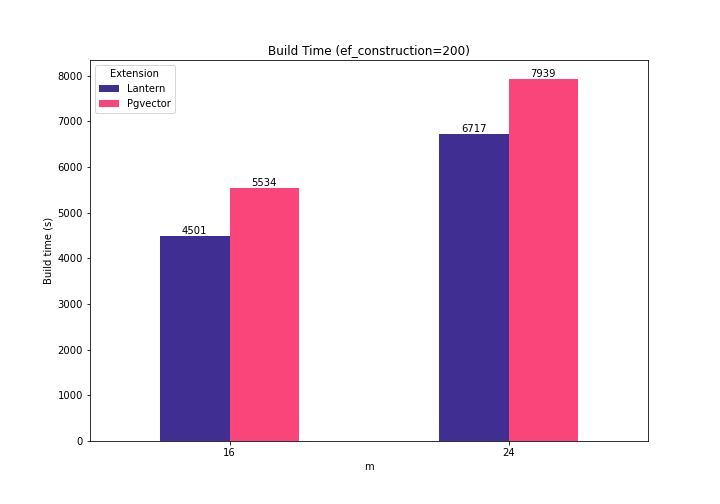 Build Time (ef_construction=200)
Extension
Lantern
Pgvector
8000
7000
6000
5000
4000
3000
2000
1000
0
Build time (s)
4501
5534
6717
7939
16
24
m